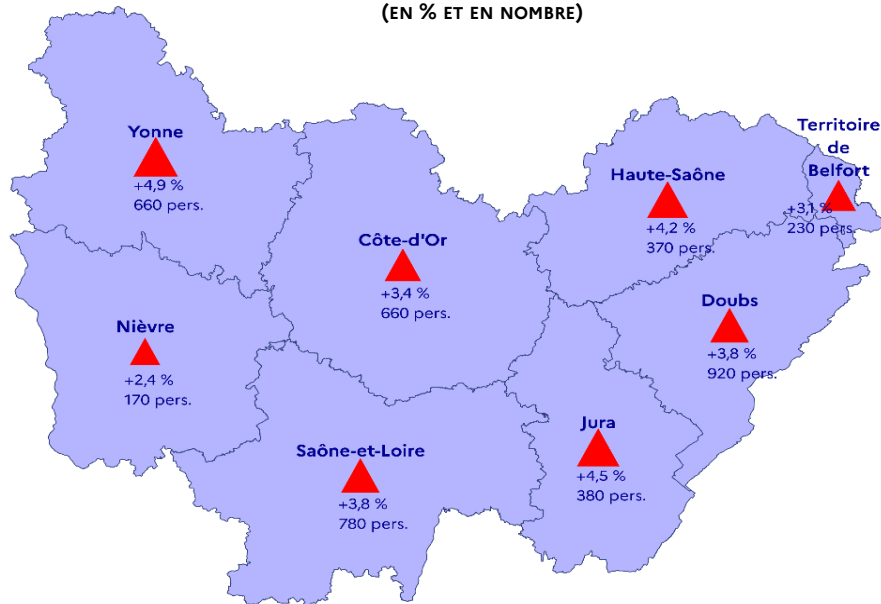 (EN % ET EN NOMBRE)
Yonne
+4,9 %
660 pers.
Territoire
de
Belfort
+3,1 %
230 pers.
Haute-Saône
+4,2 %
370 pers.
Côte-d'Or
+3,4 %
660 pers.
Doubs
+3,8 %
920 pers.
Nièvre
+2,4 %
170 pers.
Jura
+4,5 %
380 pers.
Saône-et-Loire
+3,8 %
780 pers.